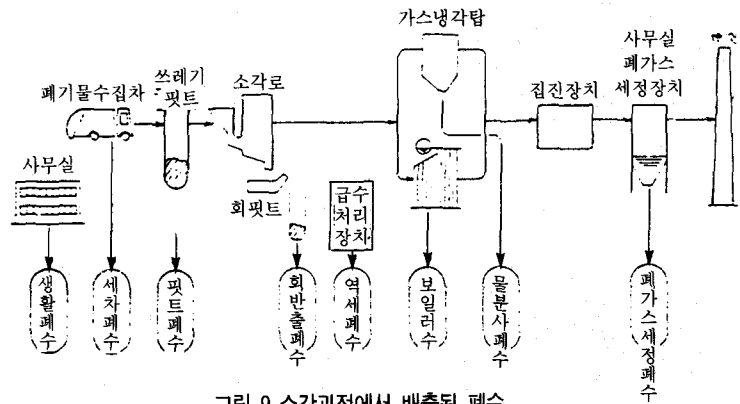 가스냉각탑
사무실
폐가스
세정장치
쓰레기
핏트
소각로
집진장치
폐기물수집차
사무실
회핏트
급수
처리
장치
생활폐수
세차폐수
핏트폐수
회반출폐수
역세폐수
보일러수
물분사폐수
폐가스세정폐수
그림 9 소각과정에서 배출된 폐수